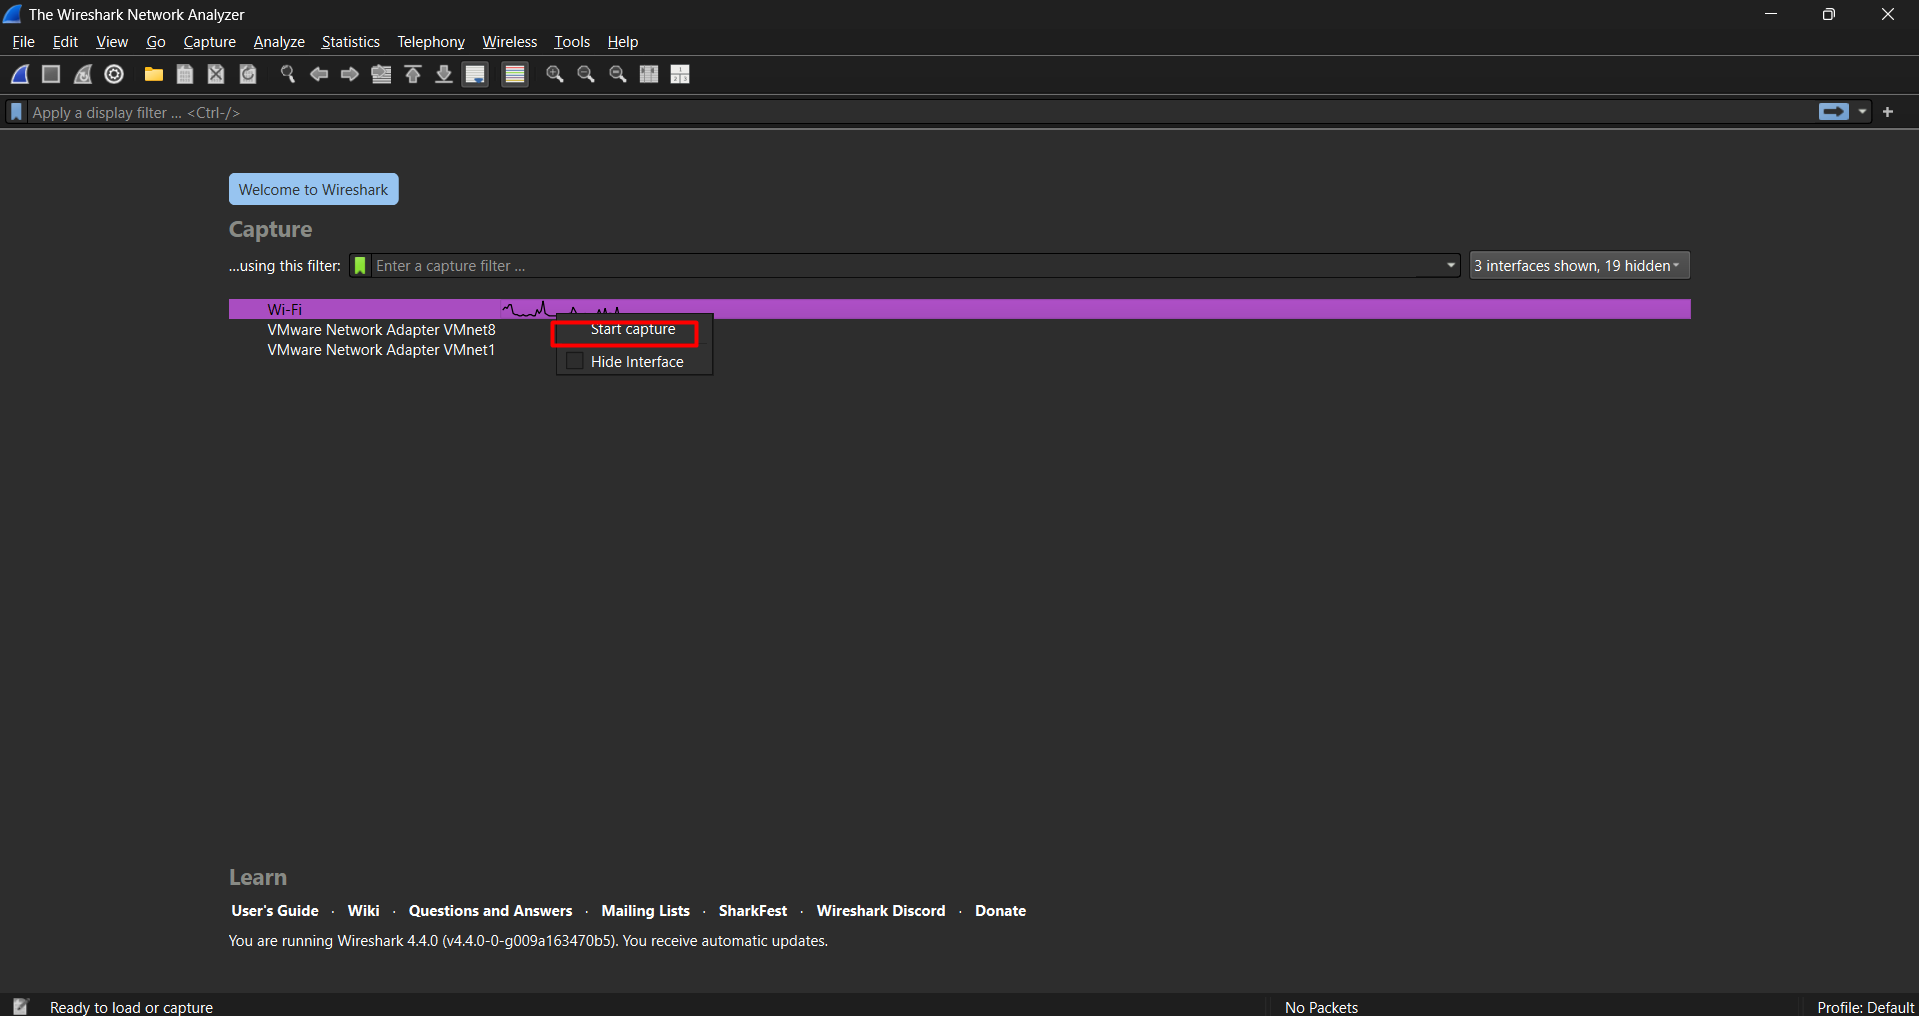 The Wireshark Network Analyzer
File Edit View Go Capture Analyze Statistics Telephony Wireless Tools Help
Apply a display filter ... <Ctrl-/>
Welcome to Wireshark
Capture
...using this filter: Enter a capture filter ... 3 interfaces shown, 19 hidden
Wi-Fi
VMware Network Adapter VMnet8
VMware Network Adapter VMnet1
Start capture
Hide Interface
Learn
User's Guide · Wiki · Questions and Answers · Mailing Lists · SharkFest · Wireshark Discord · Donate
You are running Wireshark 4.4.0 (v4.4.0-0-g009a163470b5). You receive automatic updates.
Ready to load or capture No Packets Profile: Default